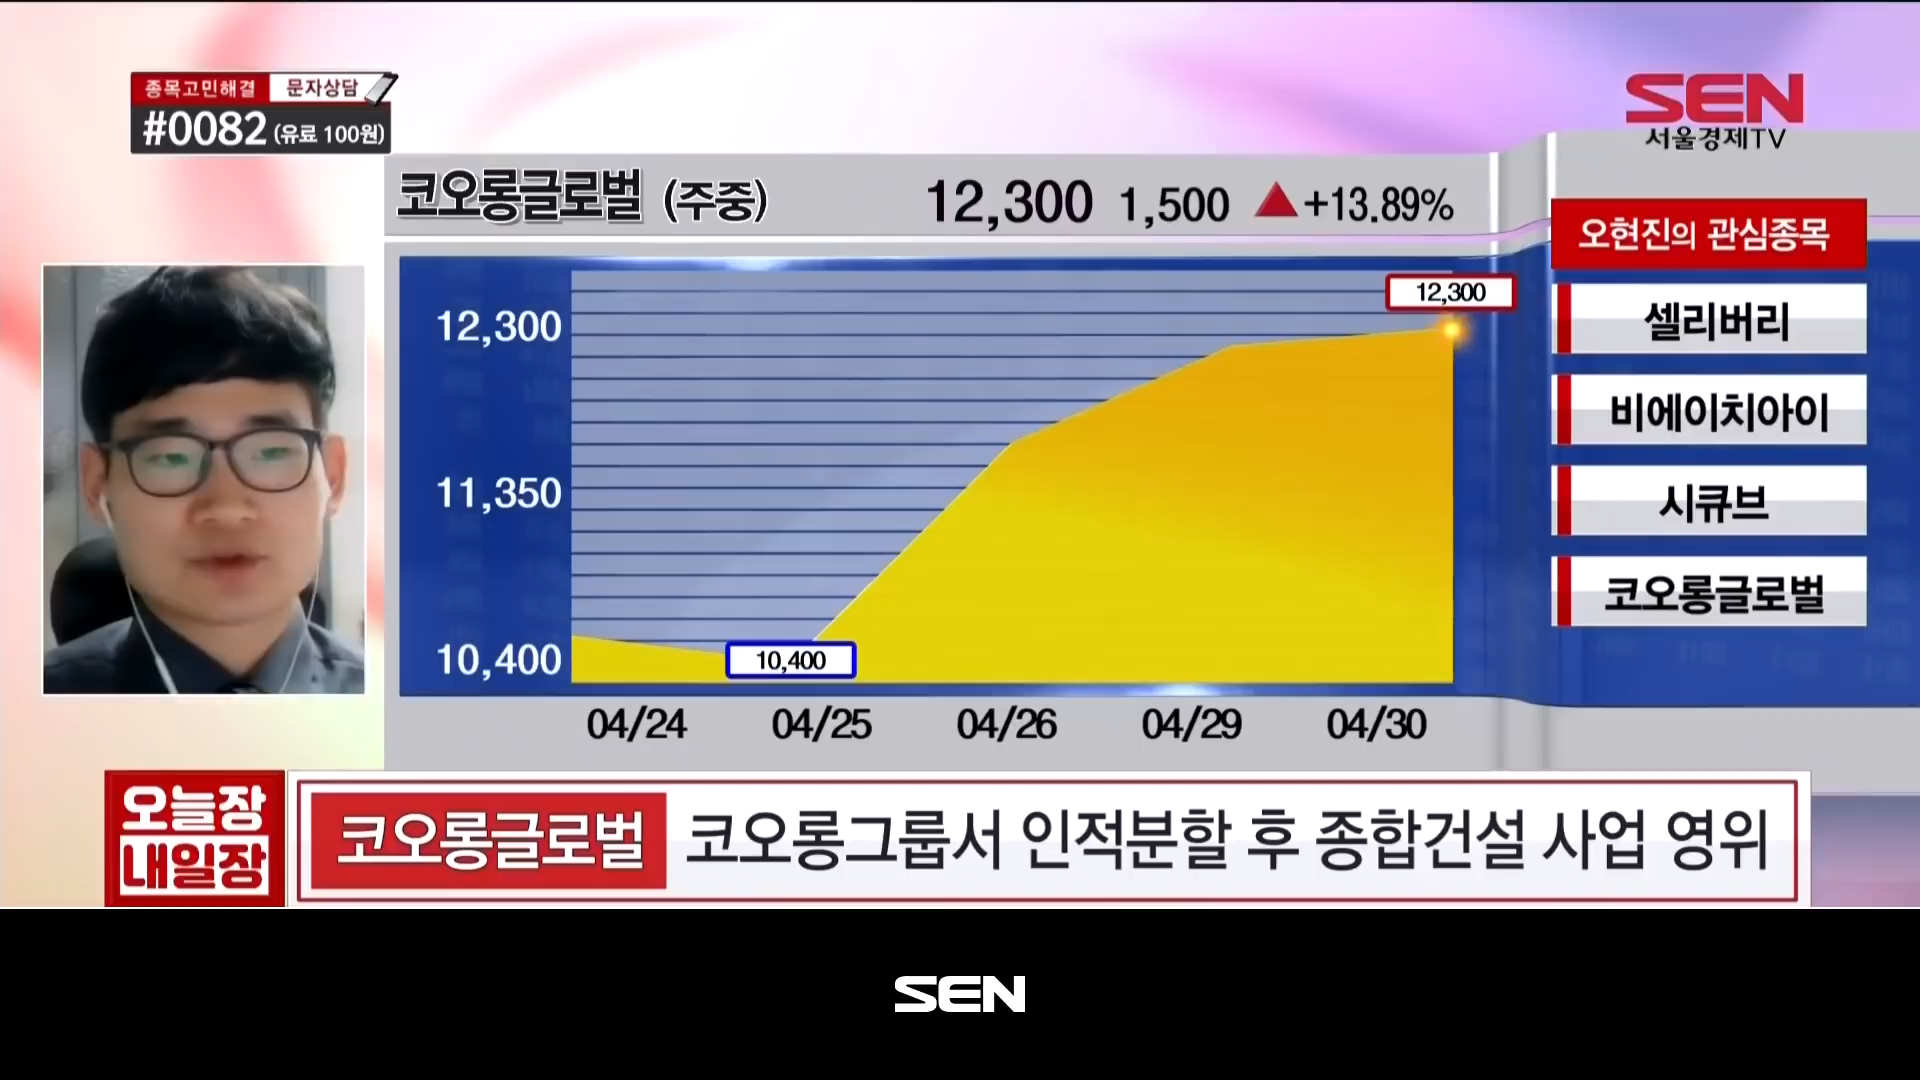 종목고민해결 문자상담
#0082 (유료 100원)
SEN
서울경제TV
코오롱글로벌 (주중) 12,300 1,500 ▲+13.89%
12,300
11,350
10,400
12,300
10,400
04/24 04/25 04/26 04/29 04/30
오현진의 관심종목
셀리버리
비에이치아이
시큐브
코오롱글로벌
오늘장
내일장
코오롱글로벌 코오롱그룹서 인적분할 후 종합건설 사업 영위
SEN